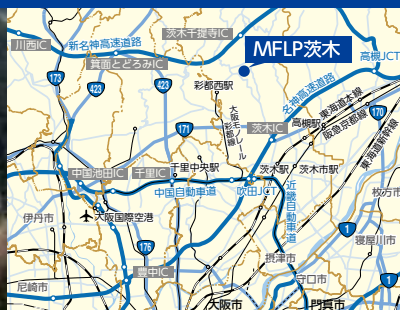 茨木千提寺IC
川西IC
新名神高速道路
MFLP茨木
高槻JCT
箕面とどろみIC
173
423
423
彩都西駅
名神高速道路
大阪モノレール
彩都線
171
茨木IC
高槻駅
東海道本線
阪急京都線
170
東海道新幹線
千里中央駅
茨木駅
茨木市駅
中国池田IC
千里IC
中国自動車道
吹田JCT
近畿自動車道
枚方市
伊丹市
大阪国際空港
176
1
寝屋川市
摂津市
豊中IC
守口市
1
尼崎市
大阪市
門真市